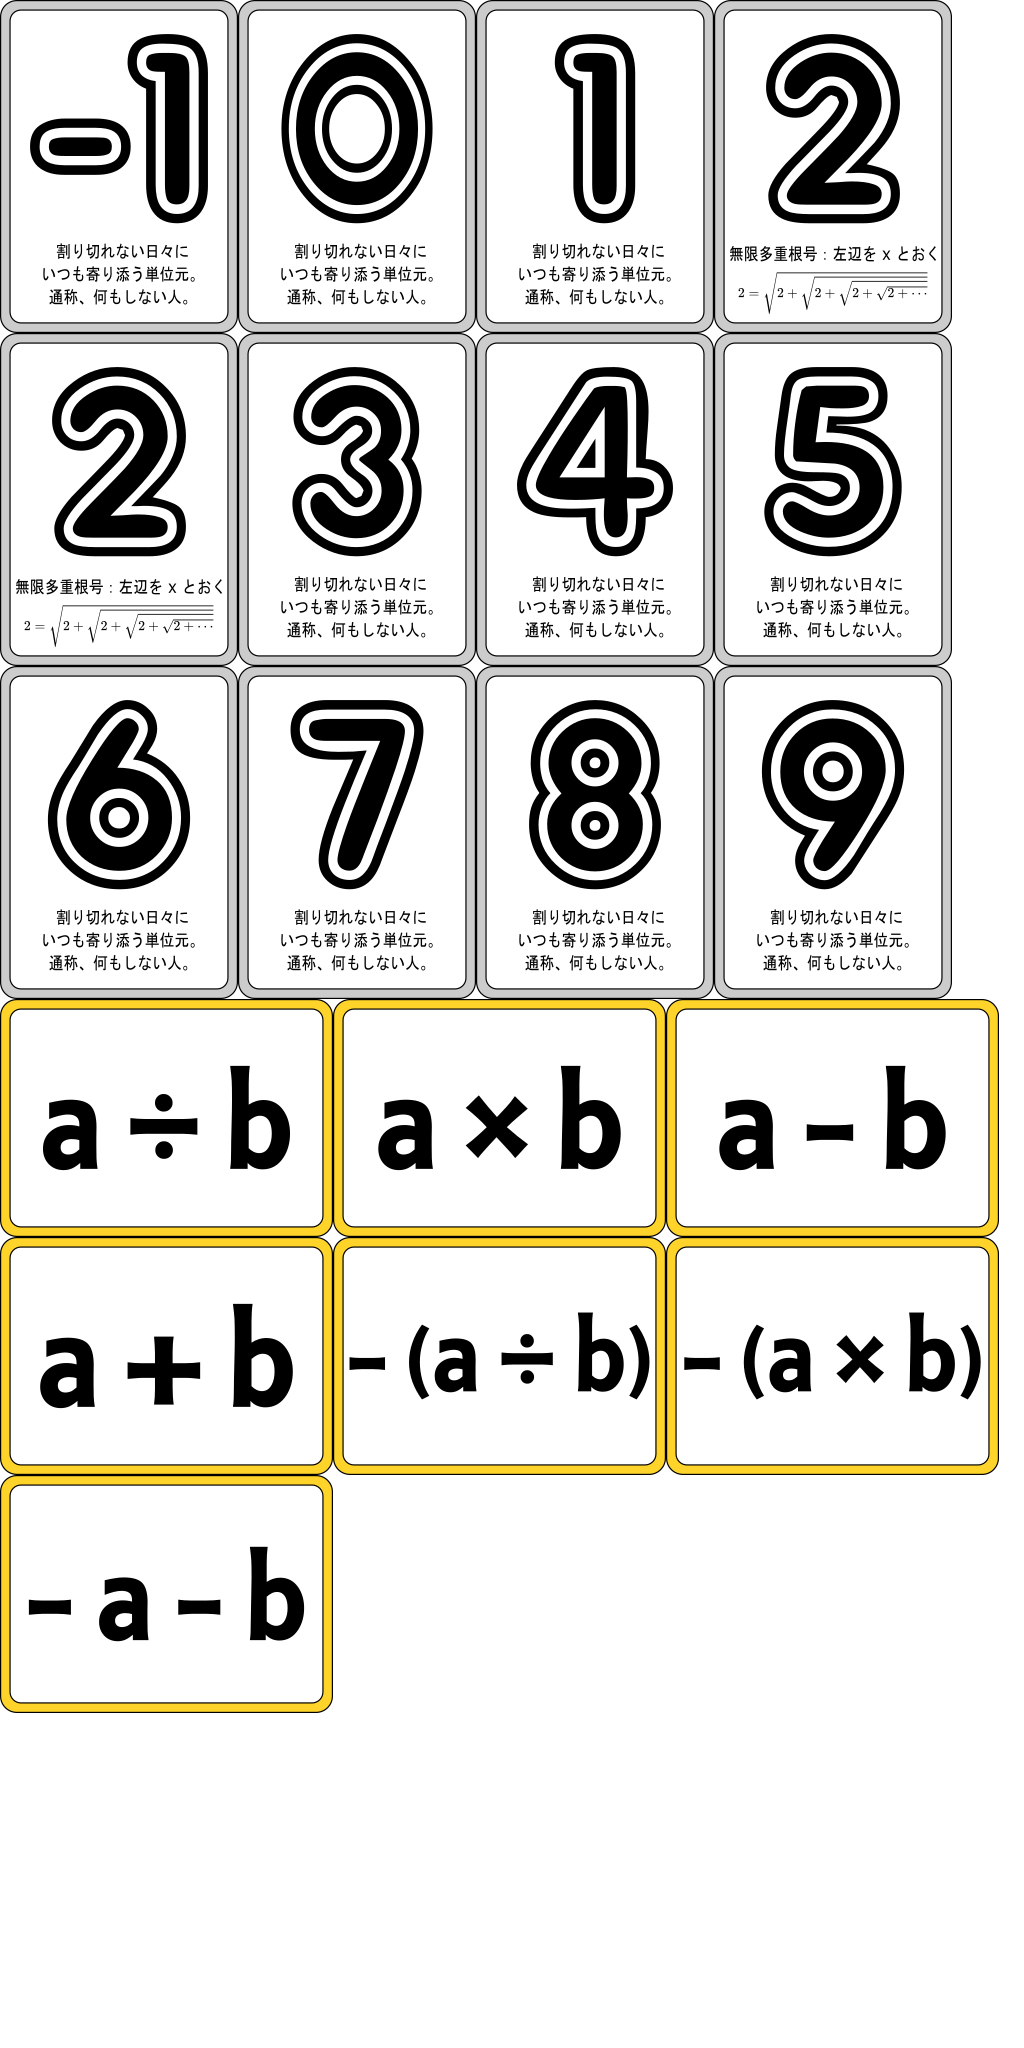 -1
割り切れない日々に
いつも寄り添う単位元。
通称、何もしない人。
0
割り切れない日々に
いつも寄り添う単位元。
通称、何もしない人。
1
割り切れない日々に
いつも寄り添う単位元。
通称、何もしない人。
2
無限多重根号：左辺を x とおく
2 = √2 + √2 + √2 + √2 + ···
2
無限多重根号：左辺を x とおく
2 = √2 + √2 + √2 + √2 + ···
3
割り切れない日々に
いつも寄り添う単位元。
通称、何もしない人。
4
割り切れない日々に
いつも寄り添う単位元。
通称、何もしない人。
5
割り切れない日々に
いつも寄り添う単位元。
通称、何もしない人。
6
割り切れない日々に
いつも寄り添う単位元。
通称、何もしない人。
7
割り切れない日々に
いつも寄り添う単位元。
通称、何もしない人。
8
割り切れない日々に
いつも寄り添う単位元。
通称、何もしない人。
9
割り切れない日々に
いつも寄り添う単位元。
通称、何もしない人。
a ÷ b
a × b
a - b
a + b
- (a ÷ b)
- (a × b)
- a - b